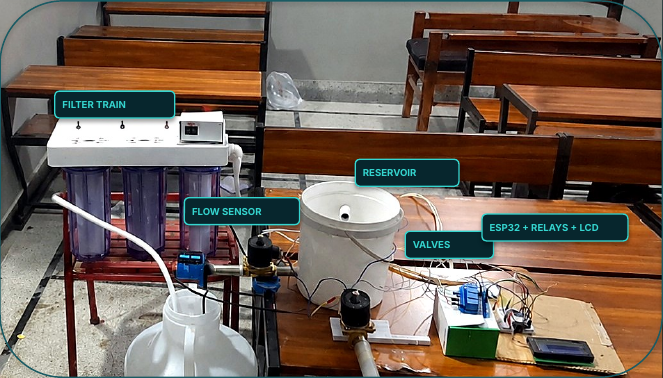 FILTER TRAIN
RESERVOIR
FLOW SENSOR
ESP32 + RELAYS + LCD
VALVES